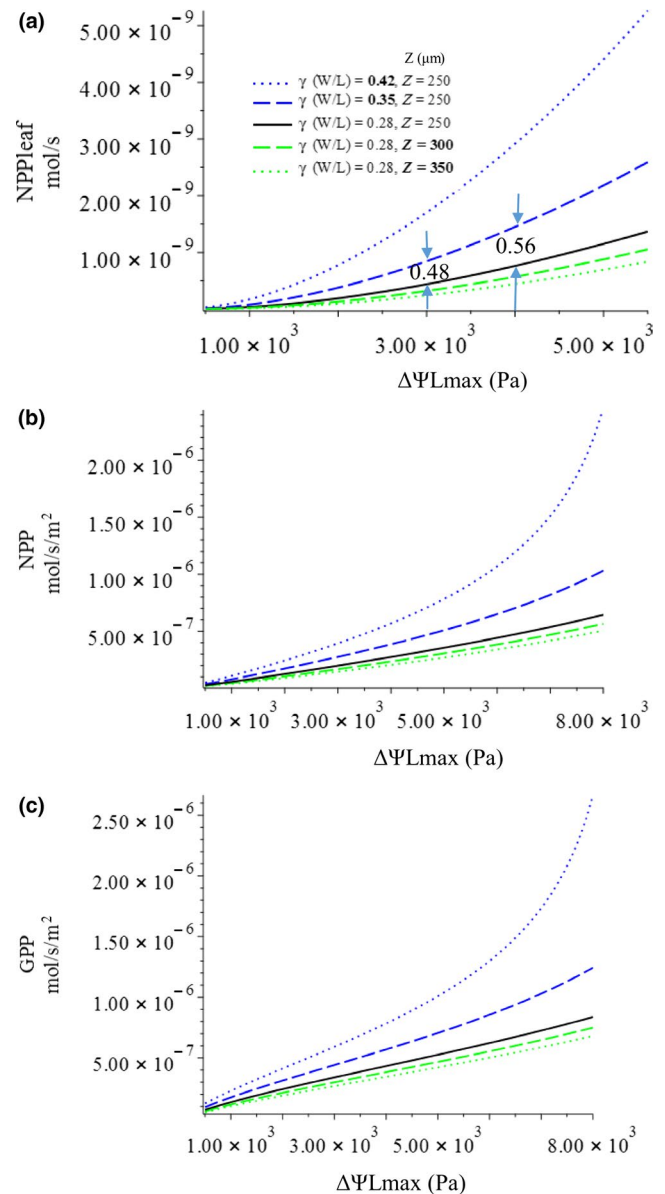 (a)
5.00 × 10⁻⁹
4.00 × 10⁻⁹
3.00 × 10⁻⁹
2.00 × 10⁻⁹
1.00 × 10⁻⁹
NPPleaf
mol/s
Z (μm)
γ (W/L) = 0.42, Z = 250
γ (W/L) = 0.35, Z = 250
γ (W/L) = 0.28, Z = 250
γ (W/L) = 0.28, Z = 300
γ (W/L) = 0.28, Z = 350
0.48
0.56
1.00 × 10³ 3.00 × 10³ 5.00 × 10³
ΔΨLmax (Pa)
(b)
2.00 × 10⁻⁶
1.50 × 10⁻⁶
1.00 × 10⁻⁶
5.00 × 10⁻⁷
NPP
mol/s/m²
1.00 × 10³ 3.00 × 10³ 5.00 × 10³ 8.00 × 10³
ΔΨLmax (Pa)
(c)
2.50 × 10⁻⁶
2.00 × 10⁻⁶
1.50 × 10⁻⁶
1.00 × 10⁻⁶
5.00 × 10⁻⁷
GPP
mol/s/m²
1.00 × 10³ 3.00 × 10³ 5.00 × 10³ 8.00 × 10³
ΔΨLmax (Pa)